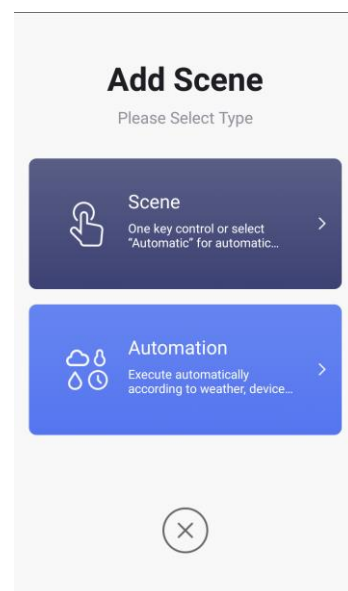 Add Scene
Please Select Type
Scene
One key control or select
"Automatic" for automatic...
Automation
Execute automatically
according to weather, device...